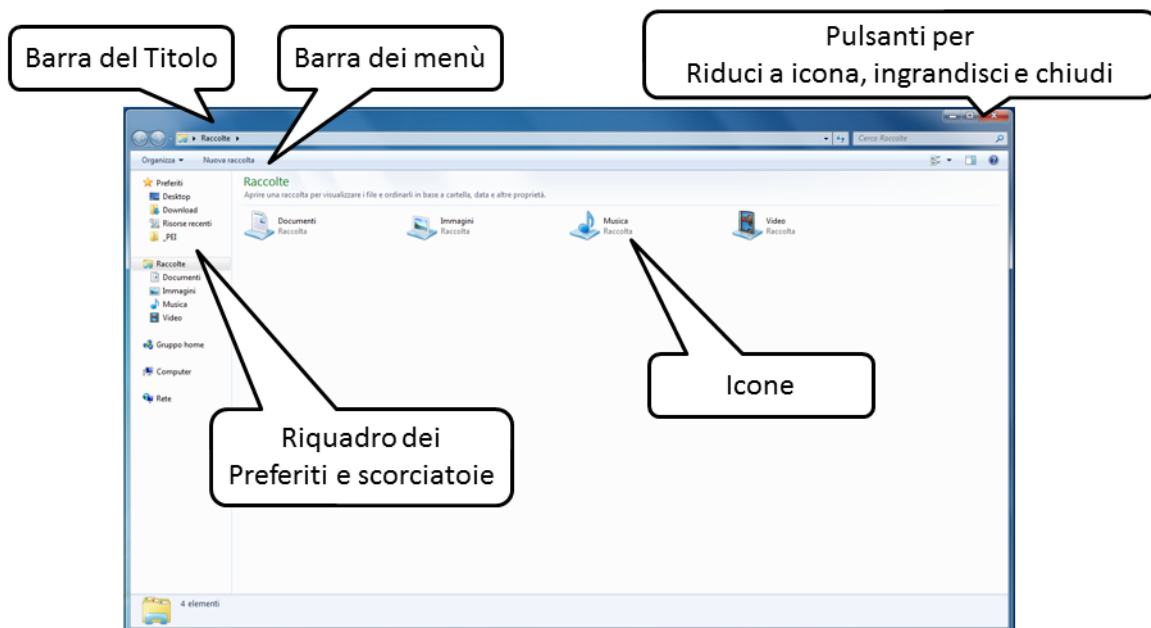 Barra del Titolo
Barra dei menù
Pulsanti per
Riduci a icona, ingrandisci e chiudi
Raccolte
Cerca Raccolte
Organizza
Nuova raccolta
Preferiti
Desktop
Download
Risorse recenti
_PEI
Raccolte
Documenti
Immagini
Musica
Video
Gruppo home
Computer
Rete
Raccolte
Aprire una raccolta per visualizzare i file e ordinarli in base a cartella, data e altre proprietà.
Documenti
Raccolta
Immagini
Raccolta
Musica
Raccolta
Video
Raccolta
Icone
Riquadro dei
Preferiti e scorciatoie
4 elementi